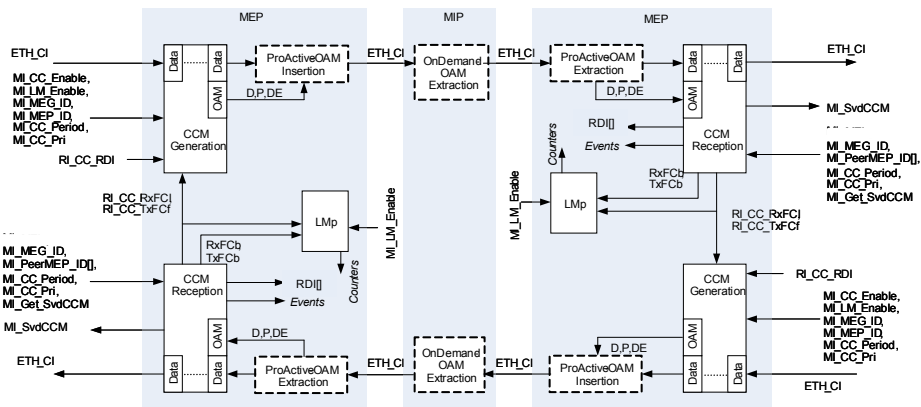 MEP
MIP
MEP
ETH_CI
MI_CC_Enable,
MI_LM_Enable,
MI_MEG_ID,
MI_MEP_ID,
MI_CC_Period,
MI_CC_Pri
RI_CC_RDI
Data
Data
OAM
CCM
Generation
ProActiveOAM
Insertion
D,P,DE
ETH_CI
OnDemand
OAM
Extraction
ETH_CI
ProActiveOAM
Extraction
D,P,DE
Data
Data
OAM
CCM
Reception
RDI[]
Events
RxFCb
TxFCb
ETH_CI
MI_SvdCCM
MI_MEG_ID,
MI_PeerMEP_ID[]
MI_CC_Period,
MI_CC_Pri,
MI_Get_SvdCCM
RI_CC_RxFCl,
RI_CC_TxFCf
LMp
MI_LM_Enable
Counters
RxFCb,
TxFCb
Counters
LMp
MI_LM_Enable
RI_CC_RxFCl,
RI_CC_TxFCf
MI_MEG_ID,
MI_PeerMEP_ID[],
MI_CC_Period,
MI_CC_Pri,
MI_Get_SvdCCM
MI_SvdCCM
ETH_CI
CCM
Reception
RDI[]
Events
OAM
Data
Data
D,P,DE
ProActiveOAM
Extraction
ETH_CI
OnDemand
OAM
Extraction
ETH_CI
ProActiveOAM
Insertion
D,P,DE
CCM
Generation
OAM
Data
Data
RI_CC_RDI
MI_CC_Enable,
MI_LM_Enable,
MI_MEG_ID,
MI_MEP_ID,
MI_CC_Period,
MI_CC_Pri
ETH_CI